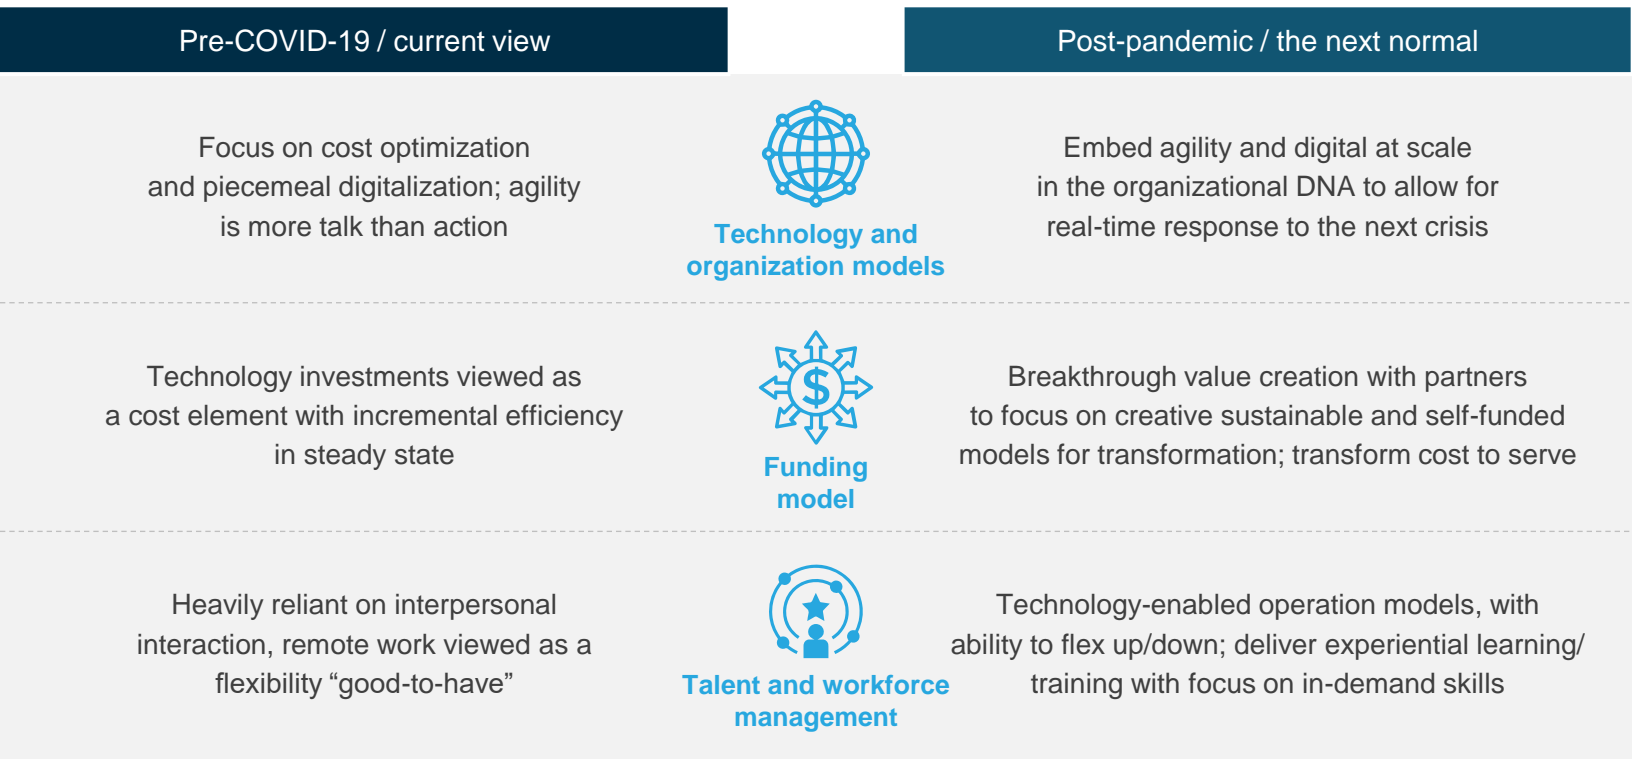 Pre-COVID-19 / current view
Post-pandemic / the next normal
Focus on cost optimization
and piecemeal digitalization; agility
is more talk than action
Technology and
organization models
Embed agility and digital at scale
in the organizational DNA to allow for
real-time response to the next crisis
Technology investments viewed as
a cost element with incremental efficiency
in steady state
$
Funding
model
Breakthrough value creation with partners
to focus on creative sustainable and self-funded
models for transformation; transform cost to serve
Heavily reliant on interpersonal
interaction, remote work viewed as a
flexibility “good-to-have”
Talent and workforce
management
Technology-enabled operation models, with
ability to flex up/down; deliver experiential learning/
training with focus on in-demand skills